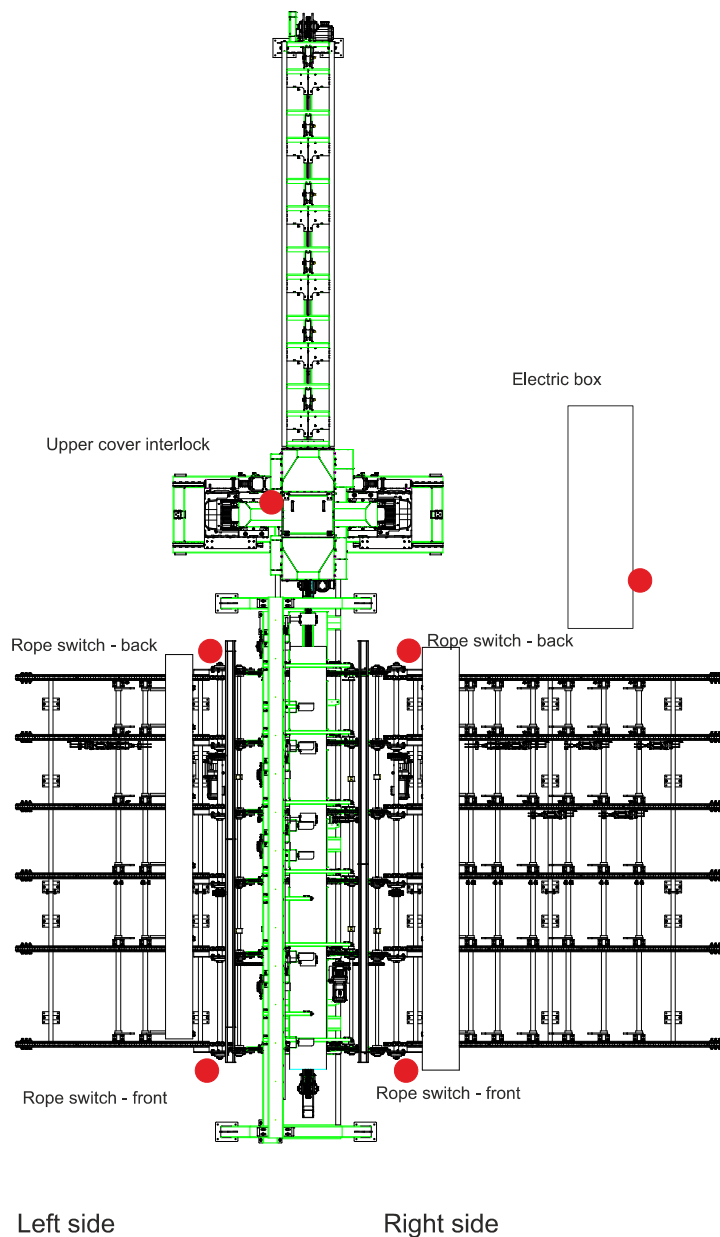 Electric box
Upper cover interlock
Rope switch - back
Rope switch - back
Rope switch - front
Rope switch - front
Left side
Right side